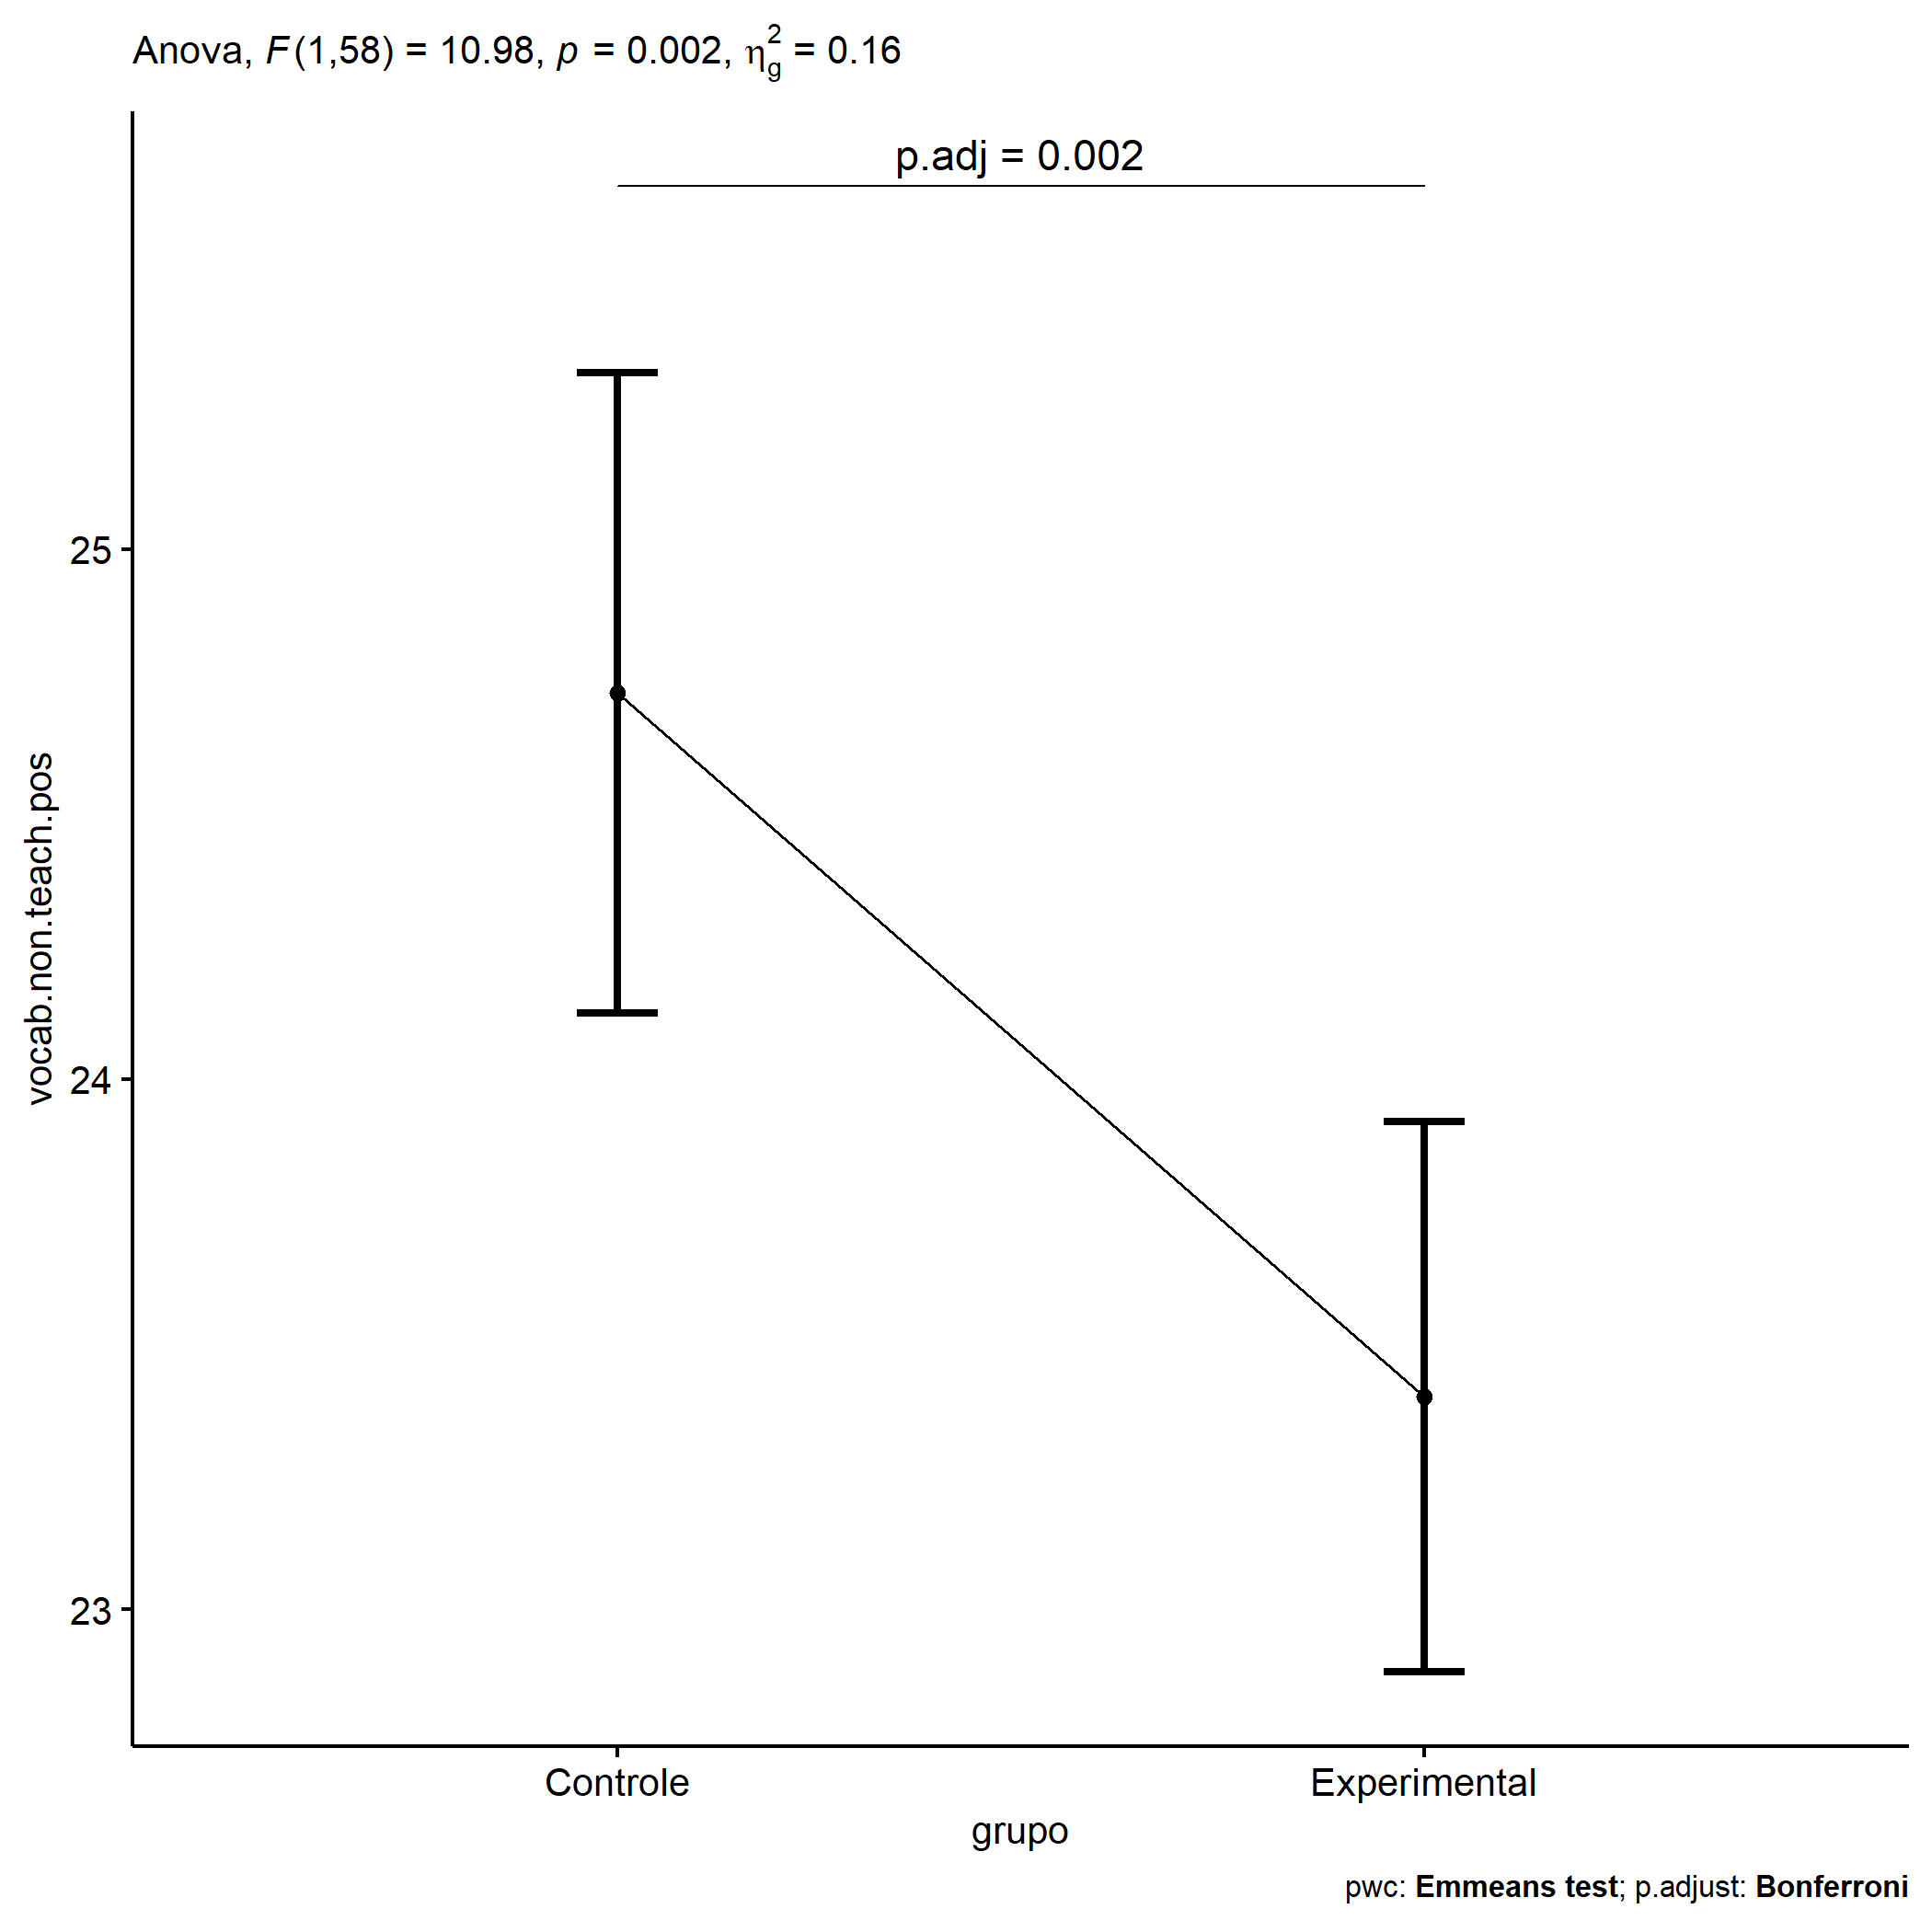 Anova, F(1,58) = 10.98, p = 0.002, η²g = 0.16
p.adj = 0.002
25
24
23
vocab.non.teach.pos
Controle
Experimental
grupo
pwc: Emmeans test; p.adjust: Bonferroni